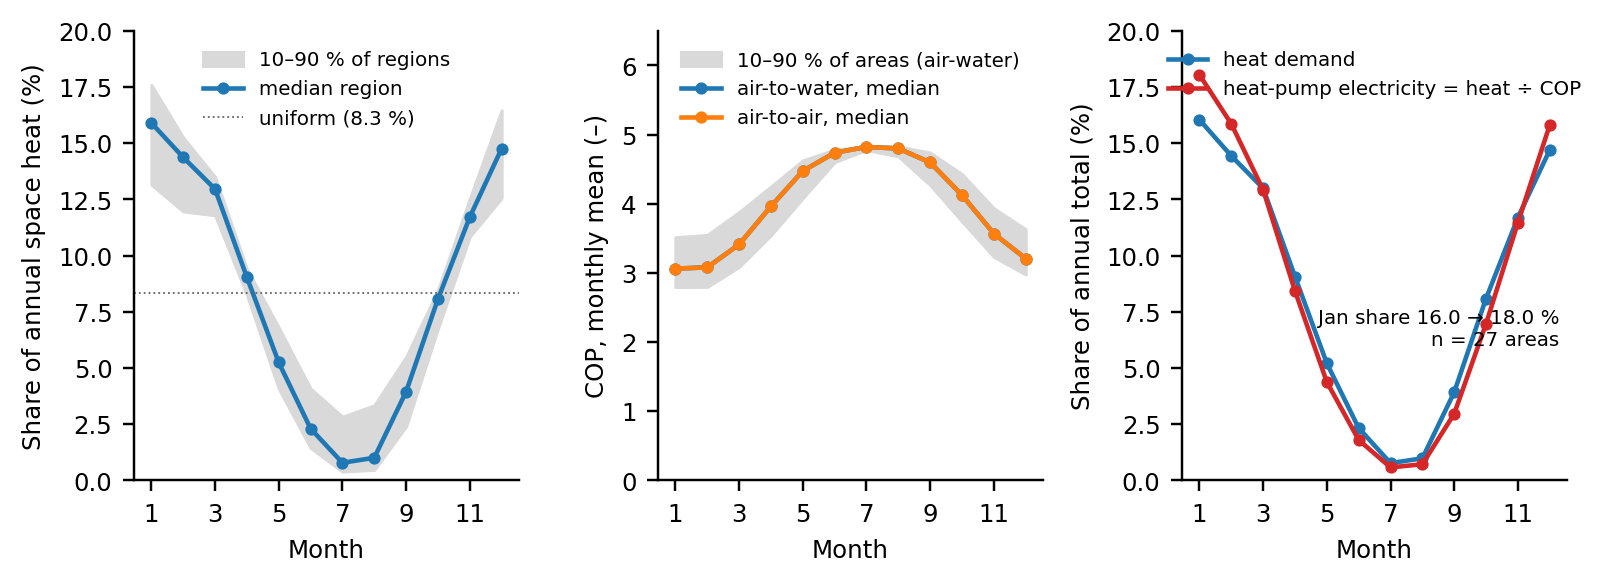 Share of annual space heat (%)
20.0
17.5
15.0
12.5
10.0
7.5
5.0
2.5
0.0
10–90 % of regions
median region
uniform (8.3 %)
1 3 5 7 9 11
Month
COP, monthly mean (–)
6
5
4
3
2
1
0
10–90 % of areas (air-water)
air-to-water, median
air-to-air, median
1 3 5 7 9 11
Month
Share of annual total (%)
20.0
17.5
15.0
12.5
10.0
7.5
5.0
2.5
0.0
heat demand
heat-pump electricity = heat ÷ COP
Jan share 16.0 → 18.0 %
n = 27 areas
1 3 5 7 9 11
Month